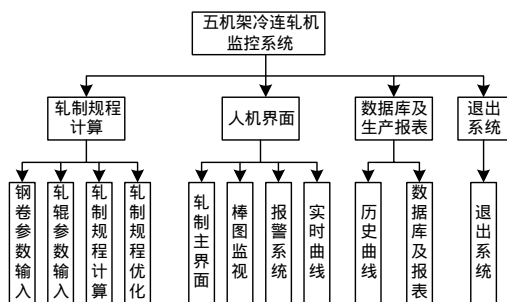 五机架冷连轧机
监控系统
轧制规程
计算
人机界面
数据库及
生产报表
退出
系统
钢卷参数输入
轧辊参数输入
轧制规程计算
轧制规程优化
轧制主界面
棒图监视
报警系统
实时曲线
历史曲线
数据库及报表
退出系统